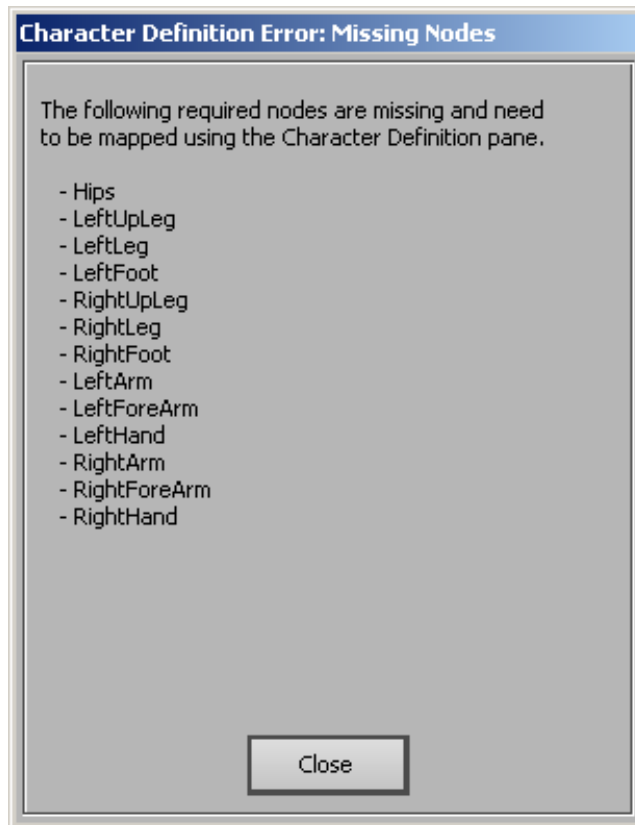 Character Definition Error: Missing Nodes
The following required nodes are missing and need
to be mapped using the Character Definition pane.
- Hips
- LeftUpLeg
- LeftLeg
- LeftFoot
- RightUpLeg
- RightLeg
- RightFoot
- LeftArm
- LeftForeArm
- LeftHand
- RightArm
- RightForeArm
- RightHand
Close